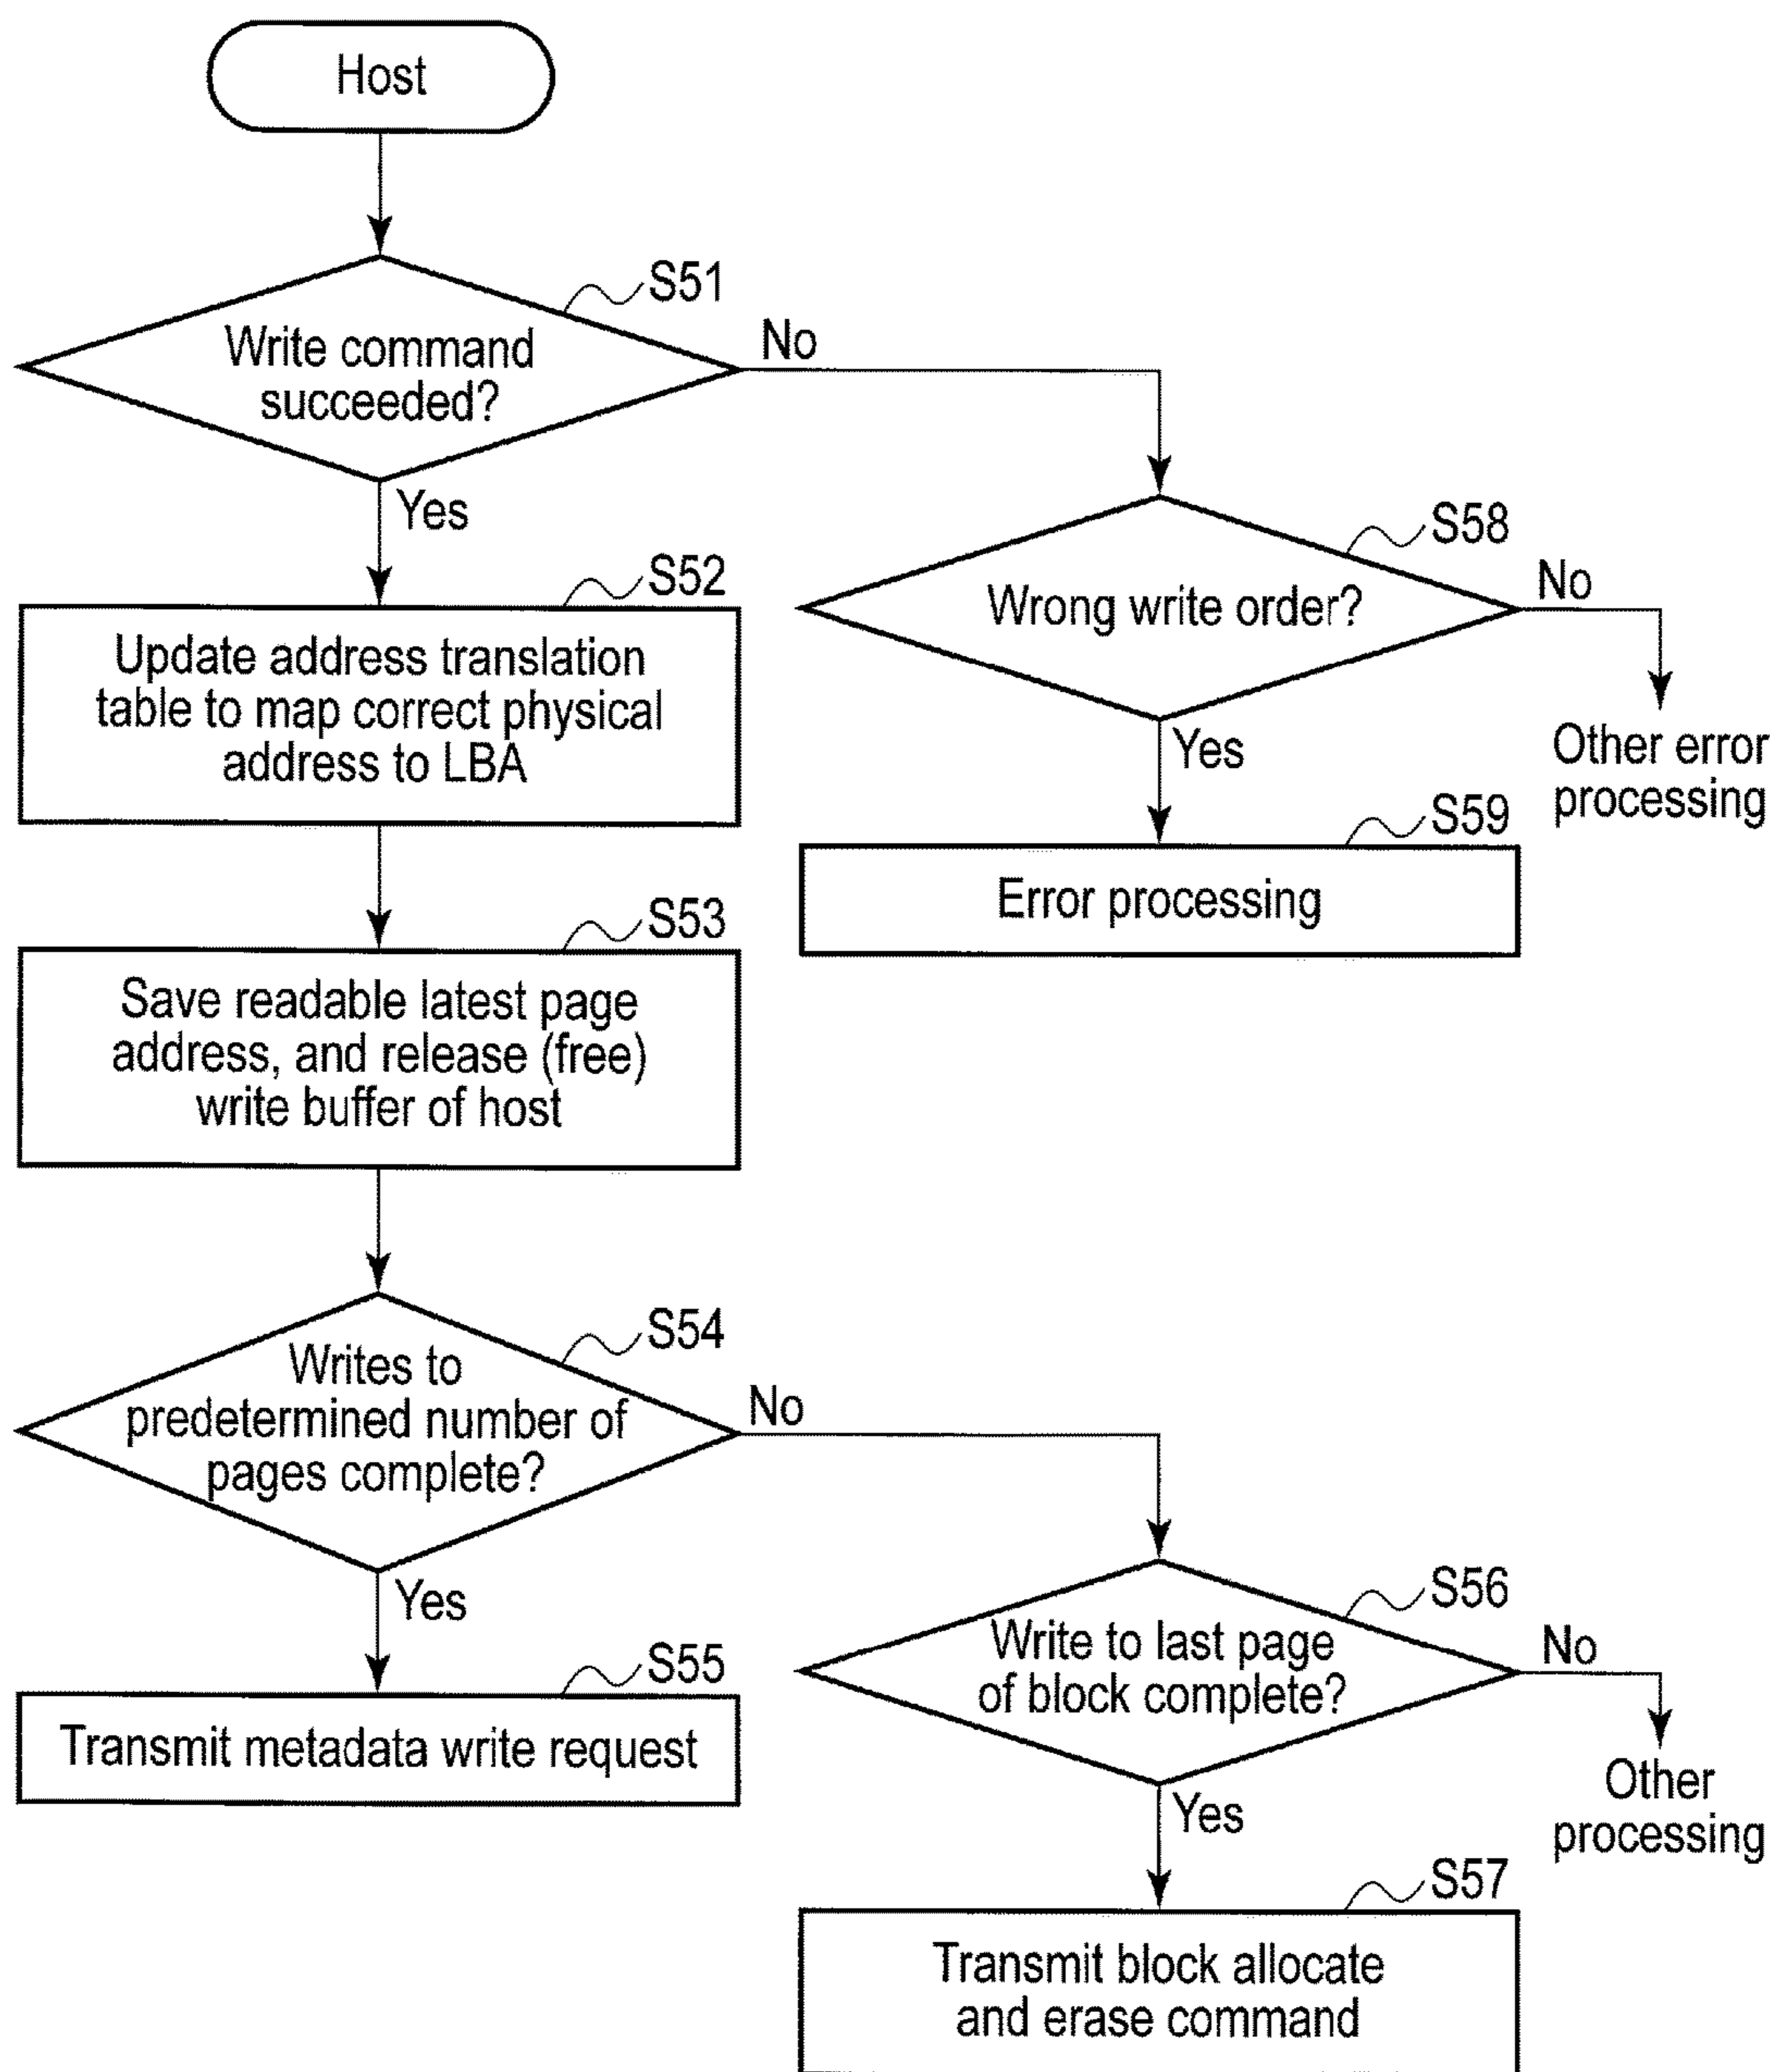 Host
S51
Write command
succeeded?
No
Yes
S58
Wrong write order?
No
Yes
Other error
processing
S52
Update address translation
table to map correct physical
address to LBA
S59
Error processing
S53
Save readable latest page
address, and release (free)
write buffer of host
S54
Writes to
predetermined number of
pages complete?
No
Yes
S56
Write to last page
of block complete?
No
Yes
Other
processing
S55
Transmit metadata write request
S57
Transmit block allocate
and erase command